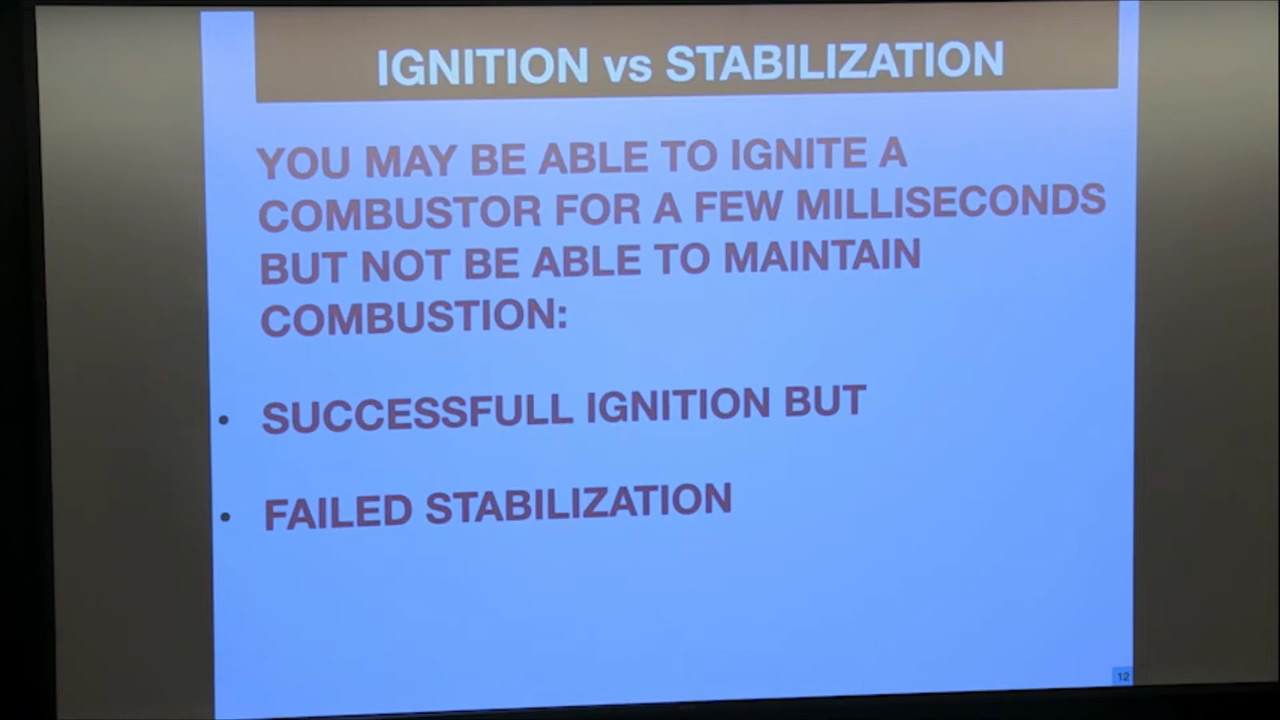 IGNITION vs STABILIZATION
YOU MAY BE ABLE TO IGNITE A
COMBUSTOR FOR A FEW MILLISECONDS
BUT NOT BE ABLE TO MAINTAIN
COMBUSTION:
• SUCCESSFULL IGNITION BUT
• FAILED STABILIZATION
12